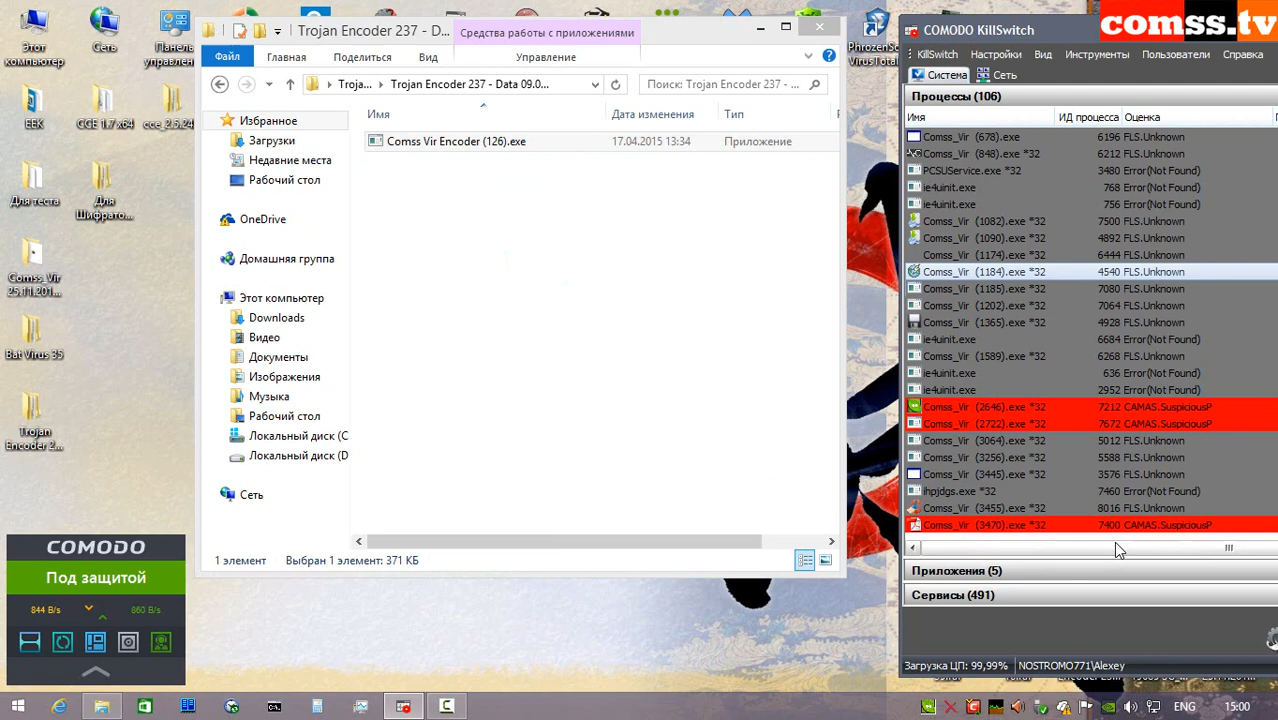 comss.tv
Этот компьютер
Сеть
Панель управлен...
EEK
CCE 1.7 x64
cce_2.5.24
Для теста
Для Шифрато...
Comss_Vir 25.11.201...
Bat Virus 35
Trojan Encoder 2...
COMODO
Под защитой
844 B/s
860 B/s
Trojan Encoder 237 - D...
Средства работы с приложениями
Файл
Главная
Поделиться
Вид
Управление
Troja...
Trojan Encoder 237 - Data 09.0...
Поиск: Trojan Encoder 237 - ...
Избранное
Загрузки
Недавние места
Рабочий стол
OneDrive
Домашняя группа
Этот компьютер
Downloads
Видео
Документы
Изображения
Музыка
Рабочий стол
Локальный диск (C
Локальный диск (D
Сеть
Имя Дата изменения Тип
Comss Vir Encoder (126).exe 17.04.2015 13:34 Приложение
1 элемент Выбран 1 элемент: 371 КБ
PhrozenS
VirusTotal
COMODO KillSwitch
KillSwitch Настройки Вид Инструменты Пользователи Справка
Система Сеть
Процессы (106)
Имя ИД процесса Оценка
Comss_Vir (678).exe 6196 FLS.Unknown
Comss_Vir (848).exe *32 6212 FLS.Unknown
PCSUService.exe *32 3480 Error(Not Found)
ie4uinit.exe 768 Error(Not Found)
ie4uinit.exe 756 Error(Not Found)
Comss_Vir (1082).exe *32 7500 FLS.Unknown
Comss_Vir (1090).exe *32 4892 FLS.Unknown
Comss_Vir (1174).exe *32 6444 FLS.Unknown
Comss_Vir (1184).exe *32 4540 FLS.Unknown
Comss_Vir (1185).exe *32 7080 FLS.Unknown
Comss_Vir (1202).exe *32 7064 FLS.Unknown
Comss_Vir (1365).exe *32 4928 FLS.Unknown
ie4uinit.exe 6684 Error(Not Found)
Comss_Vir (1589).exe *32 6268 FLS.Unknown
ie4uinit.exe 636 Error(Not Found)
ie4uinit.exe 2952 Error(Not Found)
Comss_Vir (2646).exe *32 7212 CAMAS.SuspiciousP
Comss_Vir (2722).exe *32 7672 CAMAS.SuspiciousP
Comss_Vir (3064).exe *32 5012 FLS.Unknown
Comss_Vir (3256).exe *32 5588 FLS.Unknown
Comss_Vir (3445).exe *32 3576 FLS.Unknown
ihpjdgs.exe *32 7460 Error(Not Found)
Comss_Vir (3455).exe *32 8016 FLS.Unknown
Comss_Vir (3470).exe *32 7400 CAMAS.SuspiciousP
Приложения (5)
Сервисы (491)
Загрузка ЦП: 99,99% NOSTROMO771\Alexey
ENG 15:00